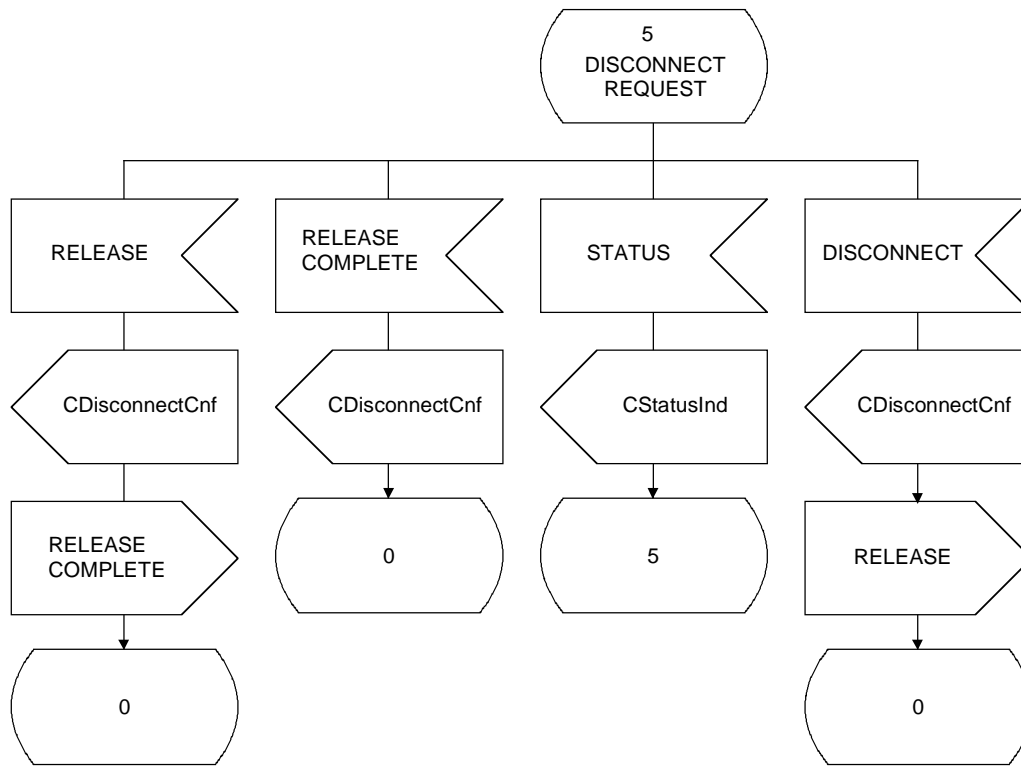 5
DISCONNECT
REQUEST
RELEASE
RELEASE
COMPLETE
STATUS
DISCONNECT
CDisconnectCnf
CDisconnectCnf
CStatusInd
CDisconnectCnf
RELEASE
COMPLETE
0
5
RELEASE
0
0